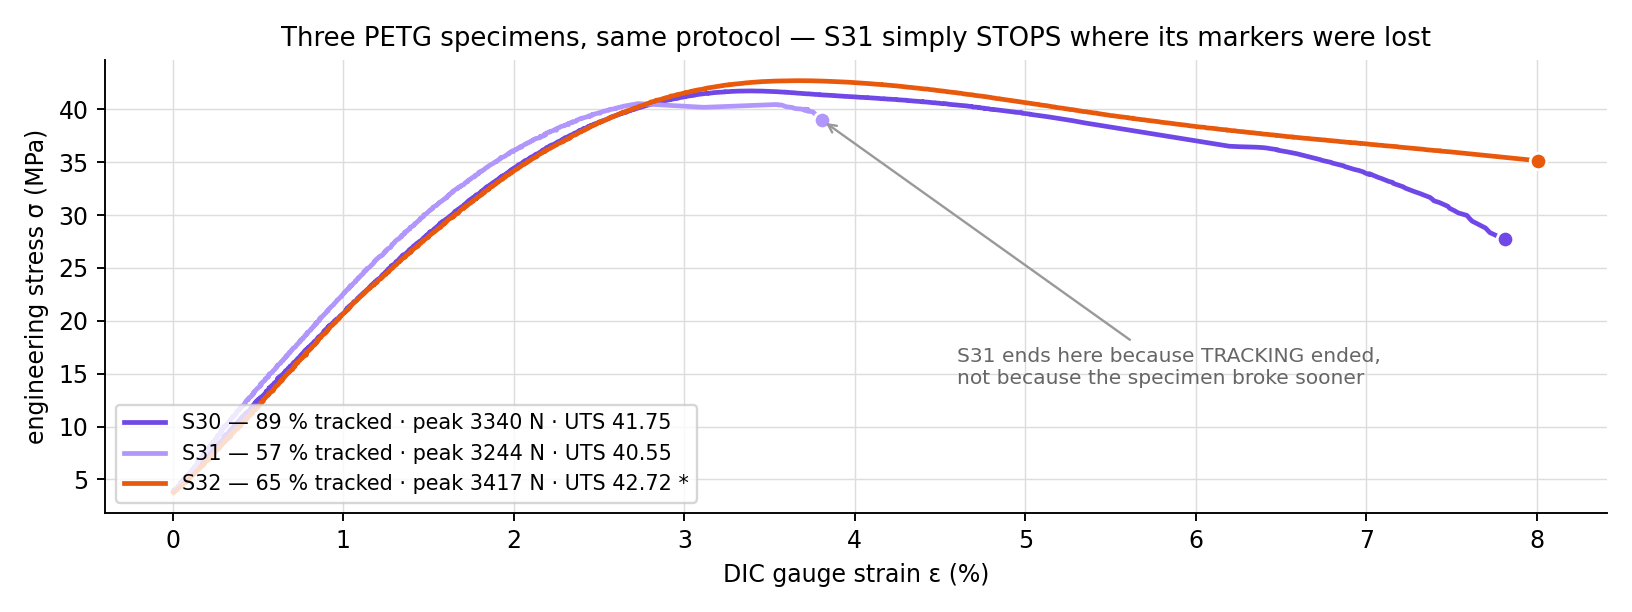 Three PETG specimens, same protocol — S31 simply STOPS where its markers were lost
engineering stress σ (MPa)
40
35
30
25
20
15
10
5
S31 ends here because TRACKING ended,
not because the specimen broke sooner
S30 — 89 % tracked · peak 3340 N · UTS 41.75
S31 — 57 % tracked · peak 3244 N · UTS 40.55
S32 — 65 % tracked · peak 3417 N · UTS 42.72 *
0 1 2 3 4 5 6 7 8
DIC gauge strain ε (%)